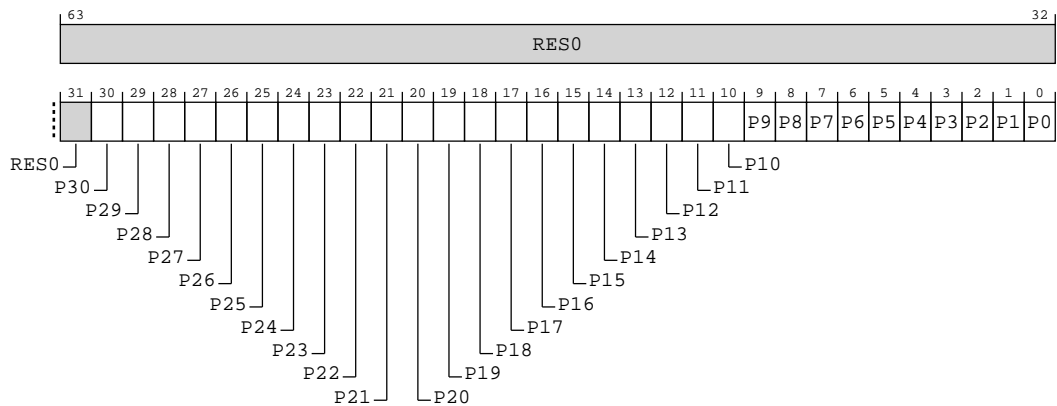 63 32
RES0
31 30 29 28 27 26 25 24 23 22 21 20 19 18 17 16 15 14 13 12 11 10 9 8 7 6 5 4 3 2 1 0
P9 P8 P7 P6 P5 P4 P3 P2 P1 P0
RES0 P10
P30 P11
P29 P12
P28 P13
P27 P14
P26 P15
P25 P16
P24 P17
P23 P18
P22 P19
P21 P20